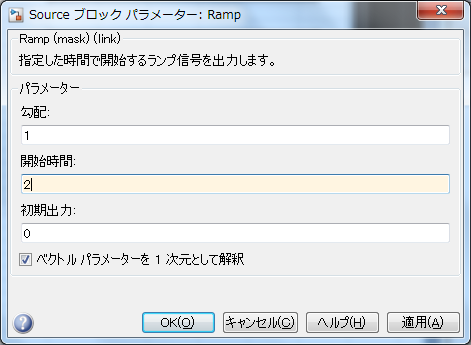 Source ブロック パラメーター: Ramp
Ramp (mask) (link)
指定した時間で開始するランプ信号を出力します。
パラメーター
勾配:
1
開始時間:
2
初期出力:
0
ベクトル パラメーターを 1 次元として解釈
OK(O) キャンセル(C) ヘルプ(H) 適用(A)